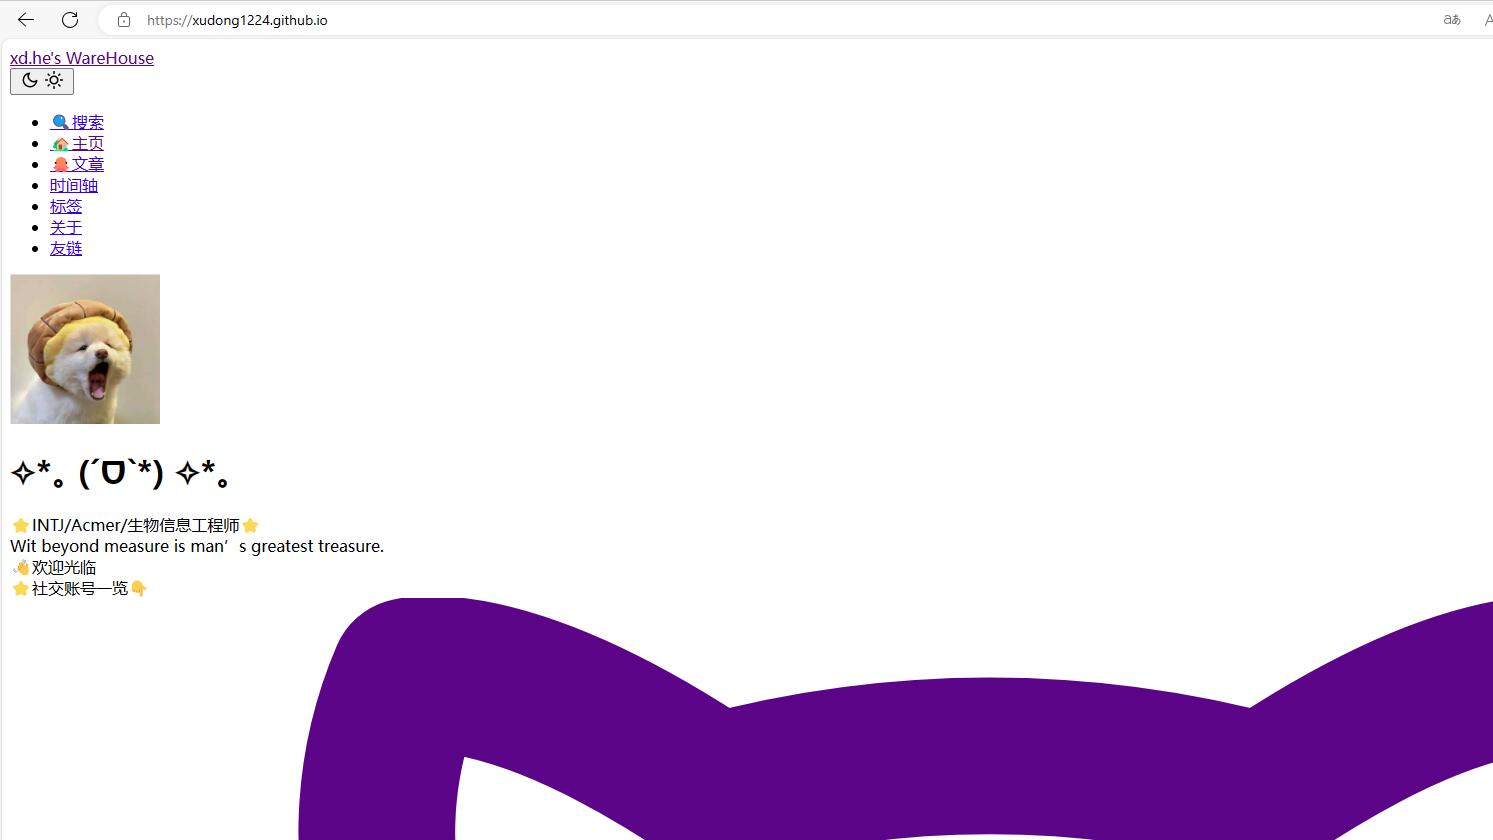 https://xudong1224.github.io
aあ
A
xd.he's WareHouse
🔍搜索
🏠主页
🐙文章
时间轴
标签
关于
友链
✧*。(ˊᗜˋ*) ✧*。
⭐INTJ/Acmer/生物信息工程师⭐
Wit beyond measure is man’s greatest treasure.
👏欢迎光临
⭐社交账号一览👇